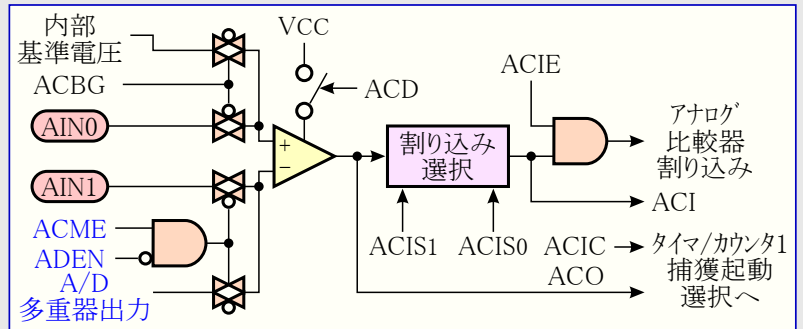 内部
基準電圧
ACBG
AIN0
AIN1
ACME
ADEN
A/D
多重器出力
VCC
ACD
+
−
割り込み
選択
ACIS1
ACIS0
ACIE
アナログ
比較器
割り込み
ACI
ACIC
タイマ/カウンタ1
捕獲起動
選択へ
ACO